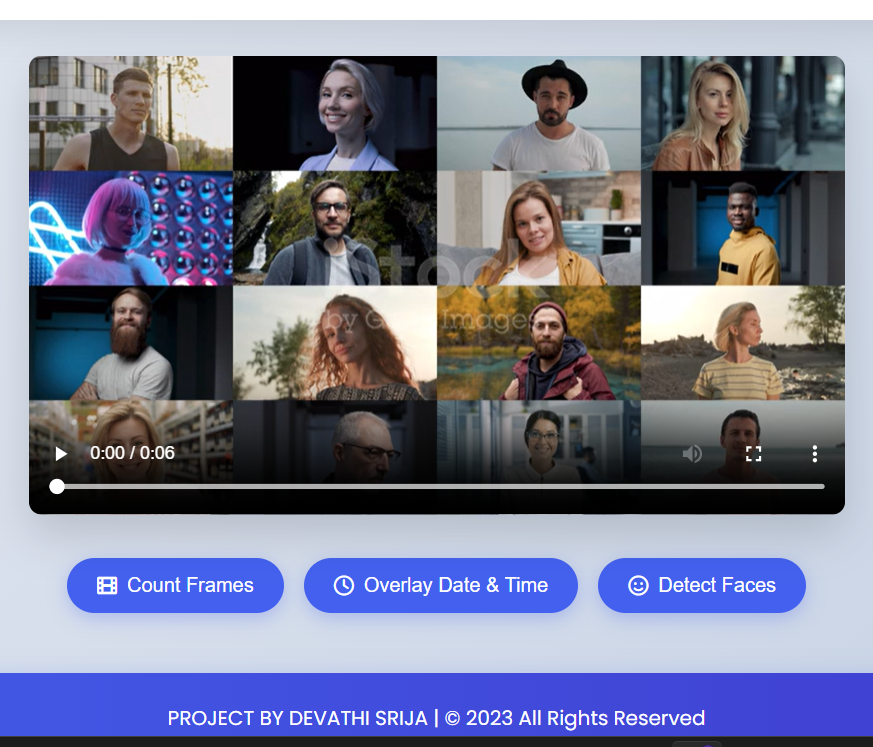 iStock
by Getty Images
0:00 / 0:06
Count Frames
Overlay Date & Time
Detect Faces
PROJECT BY DEVATHI SRIJA | © 2023 All Rights Reserved